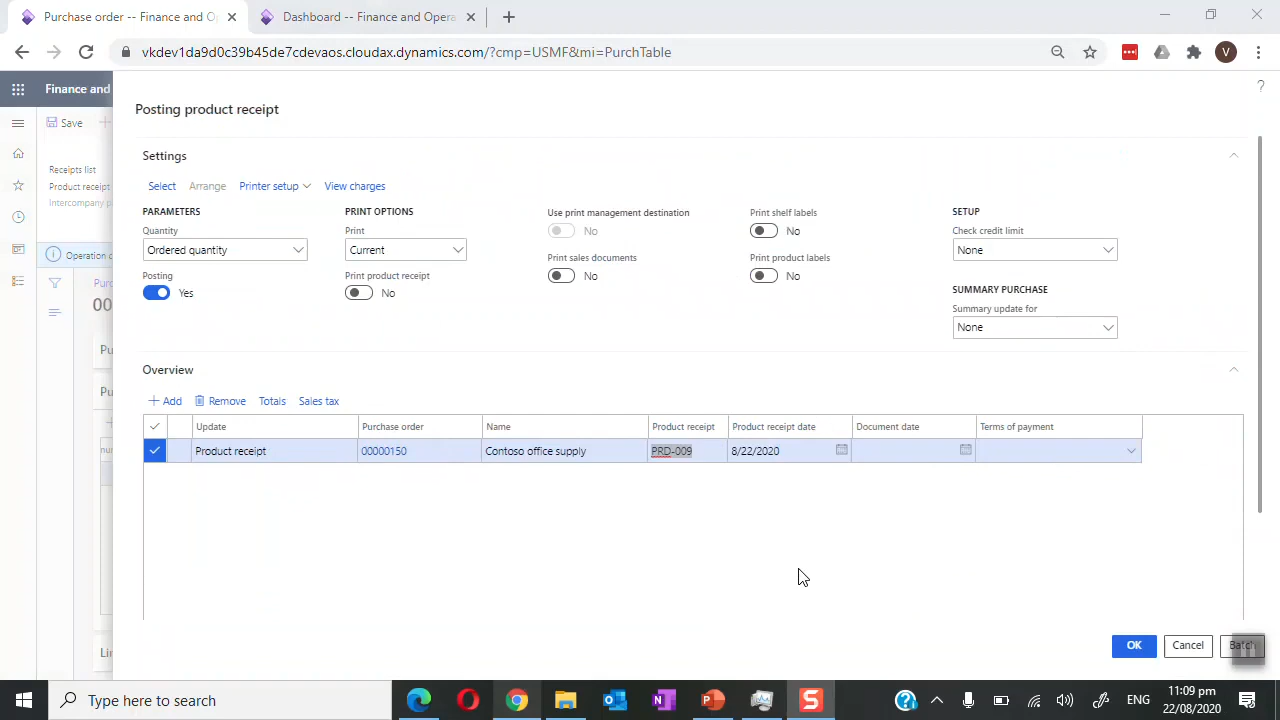 Purchase order -- Finance and O
Dashboard -- Finance and Opera
vkdev1da9d0c39b45de7cdevaos.cloudax.dynamics.com/?cmp=USMF&mi=PurchTable
V
Finance and
?
Save
Posting product receipt
Settings
Receipts list
Product receipt
Intercompany p
Select Arrange Printer setup View charges
PARAMETERS PRINT OPTIONS Use print management destination Print shelf labels SETUP
Quantity Print No No Check credit limit
Ordered quantity Current None
Operation c
Print sales documents Print product labels
Posting Print product receipt No No
Yes No
SUMMARY PURCHASE
Purc
00
Summary update for
None
Pu
Overview
Pu
Add Remove Totals Sales tax
Update Purchase order Name Product receipt Product receipt date Document date Terms of payment
Product receipt 00000150 Contoso office supply PRD-009 8/22/2020
OK Cancel Batch
Type here to search
ENG
11:09 pm
22/08/2020